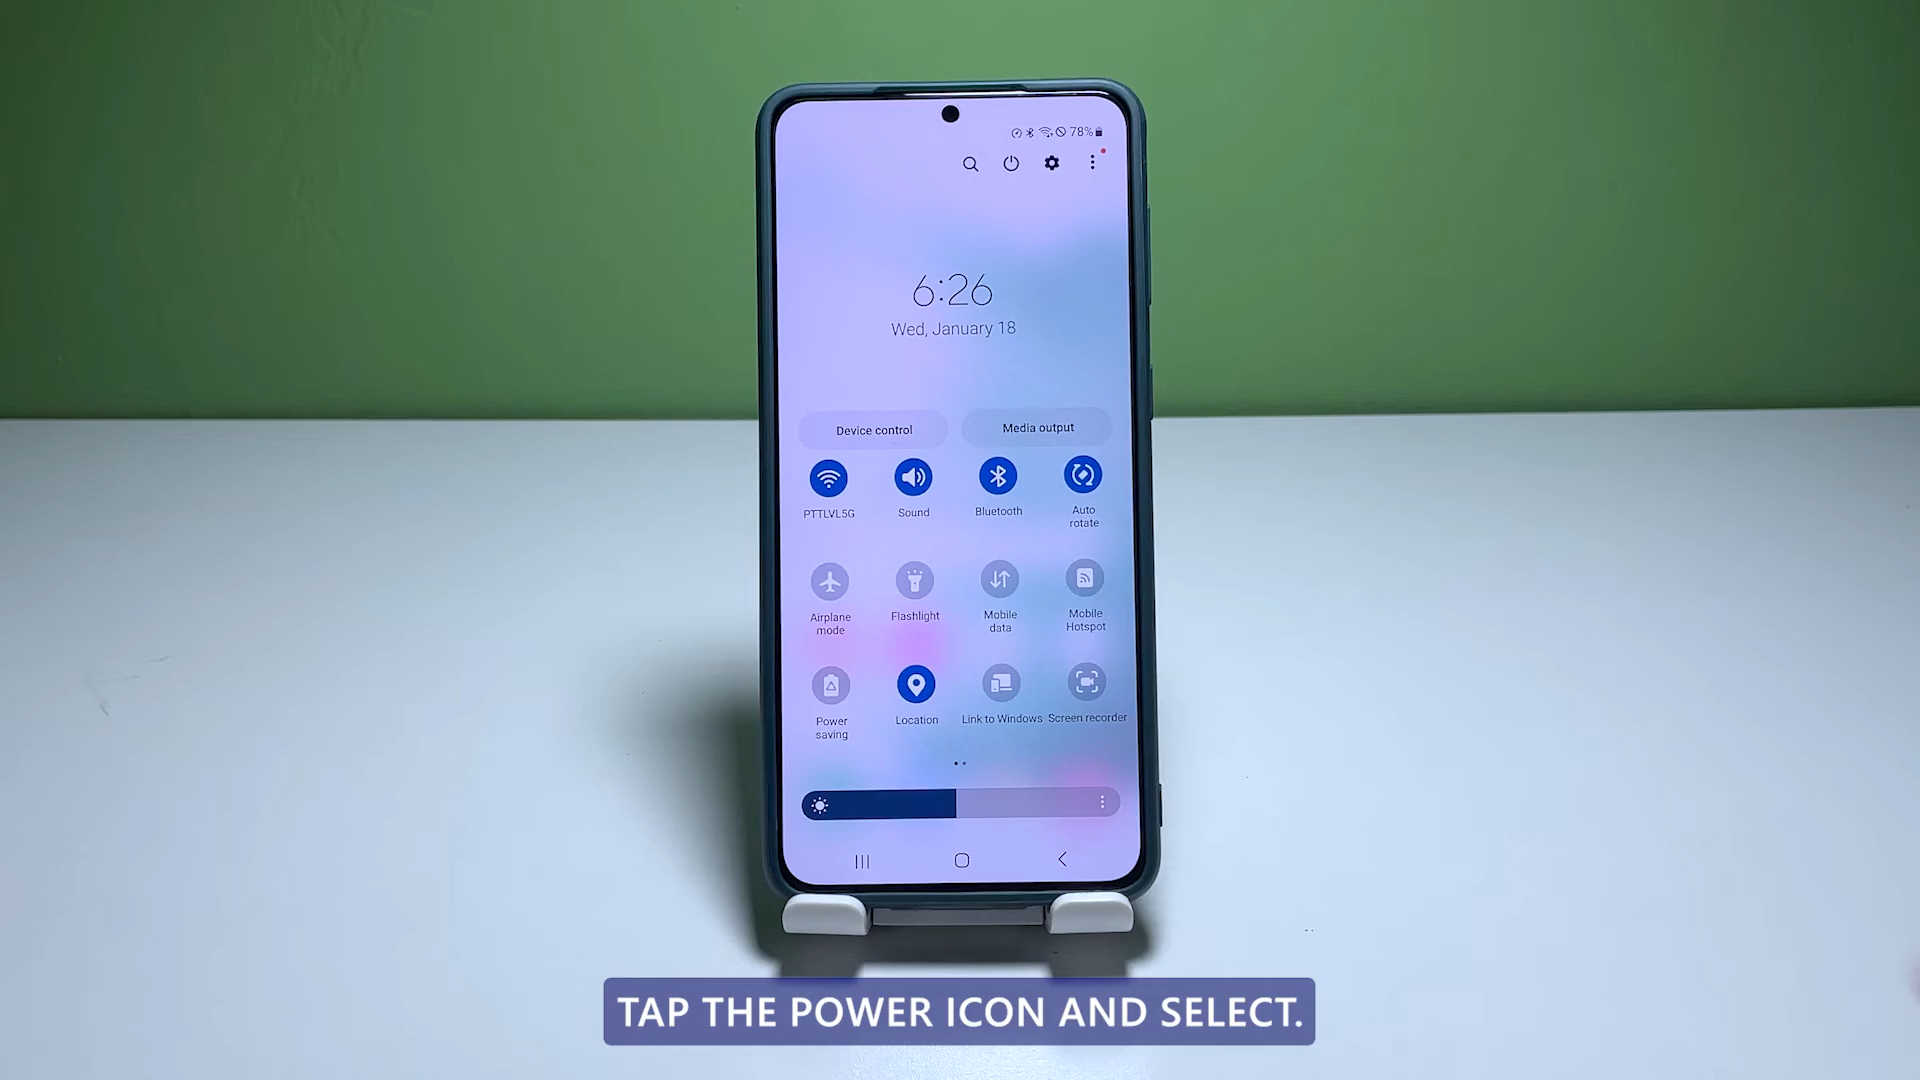 78%
6:26
Wed, January 18
Device control
Media output
PTTLVL5G
Sound
Bluetooth
Auto
rotate
Airplane
mode
Flashlight
Mobile
data
Mobile
Hotspot
Power
saving
Location
Link to Windows
Screen recorder
TAP THE POWER ICON AND SELECT.